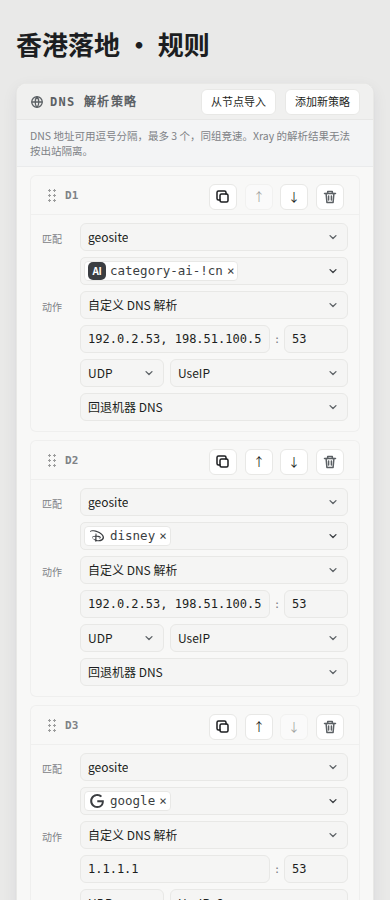 香港落地 • 规则
DNS 解析策略
从节点导入
添加新策略
DNS 地址可用逗号分隔，最多 3 个，同组竞速。Xray 的解析结果无法
按出站隔离。
D1
匹配
geosite
AI category-ai-!cn ×
动作
自定义 DNS 解析
192.0.2.53, 198.51.100.5 : 53
UDP
UseIP
回退机器 DNS
D2
匹配
geosite
disney ×
动作
自定义 DNS 解析
192.0.2.53, 198.51.100.5 : 53
UDP
UseIP
回退机器 DNS
D3
匹配
geosite
google ×
动作
自定义 DNS 解析
1.1.1.1 : 53